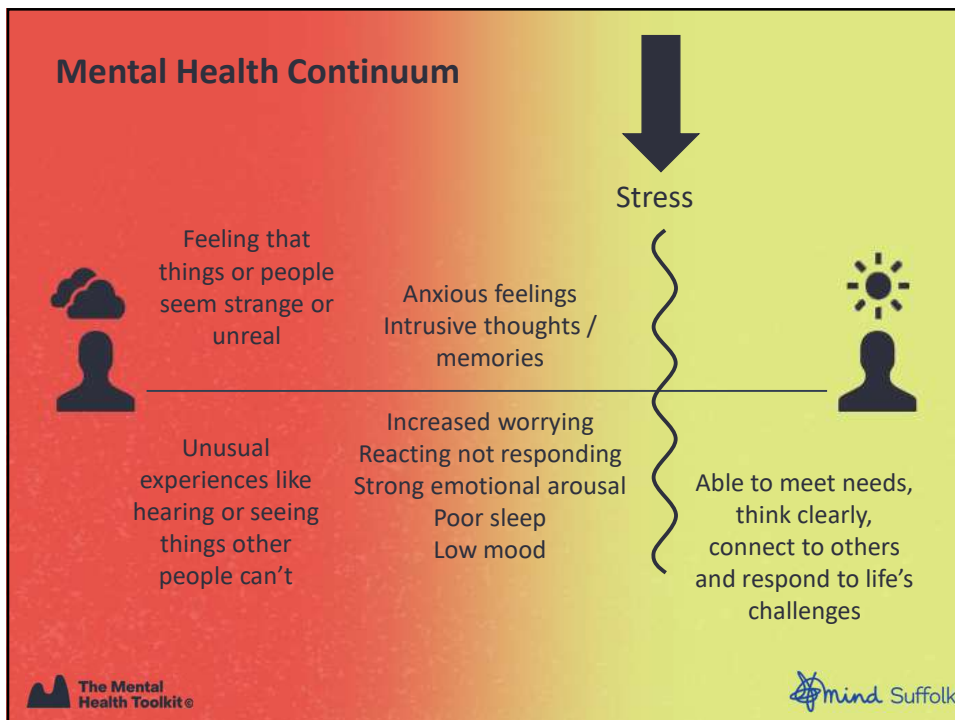 Mental Health Continuum
Stress
Feeling that
things or people
seem strange or
unreal
Anxious feelings
Intrusive thoughts /
memories
Unusual
experiences like
hearing or seeing
things other
people can’t
Increased worrying
Reacting not responding
Strong emotional arousal
Poor sleep
Low mood
Able to meet needs,
think clearly,
connect to others
and respond to life’s
challenges
The Mental
Health Toolkit©
mind Suffolk